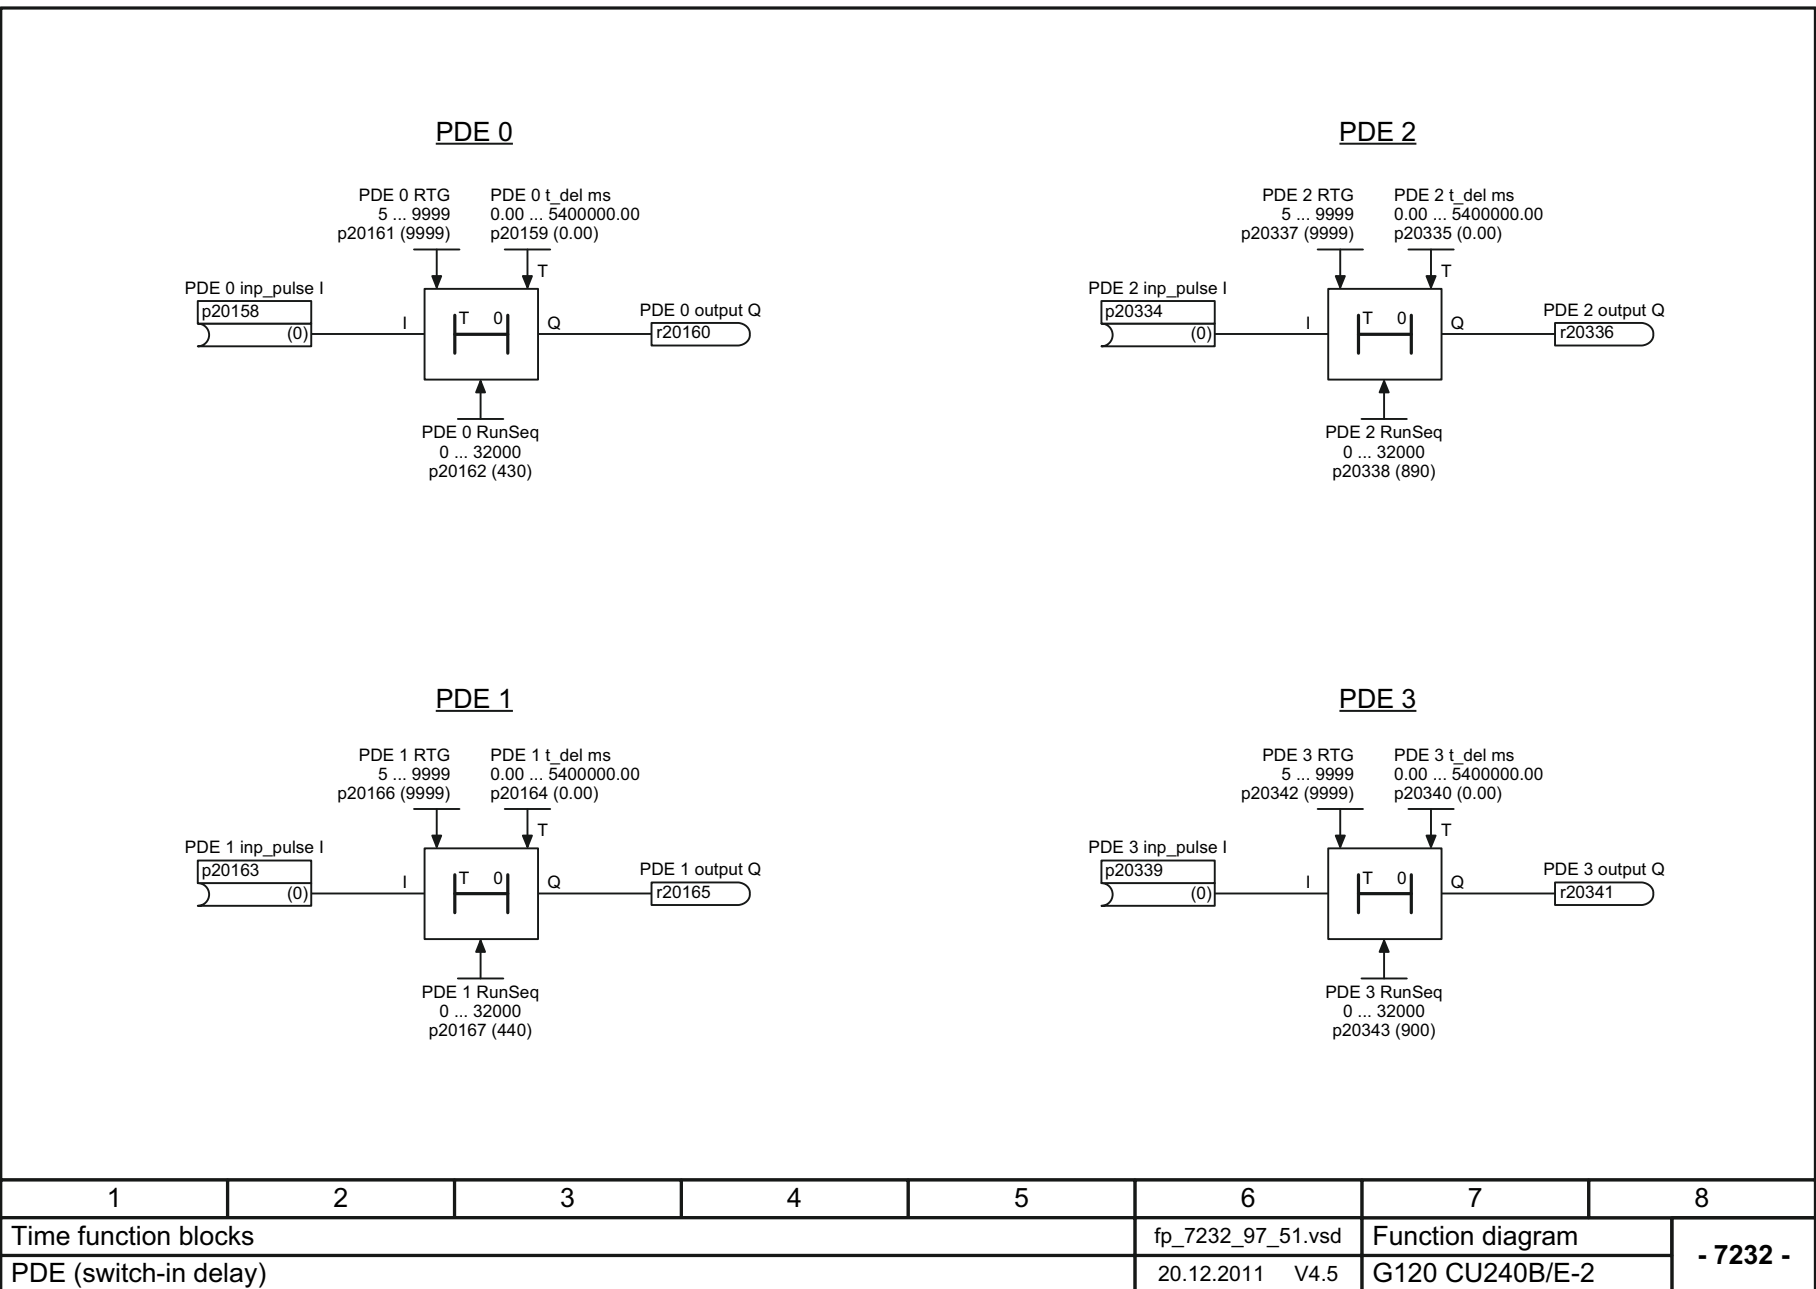 PDE 0
PDE 0 RTG
5 ... 9999
p20161 (9999)
PDE 0 t_del ms
0.00 ... 5400000.00
p20159 (0.00)
T
PDE 0 inp_pulse I
p20158
(0)
I
T 0
Q
PDE 0 output Q
r20160
PDE 0 RunSeq
0 ... 32000
p20162 (430)
PDE 2
PDE 2 RTG
5 ... 9999
p20337 (9999)
PDE 2 t_del ms
0.00 ... 5400000.00
p20335 (0.00)
T
PDE 2 inp_pulse I
p20334
(0)
I
T 0
Q
PDE 2 output Q
r20336
PDE 2 RunSeq
0 ... 32000
p20338 (890)
PDE 1
PDE 1 RTG
5 ... 9999
p20166 (9999)
PDE 1 t_del ms
0.00 ... 5400000.00
p20164 (0.00)
T
PDE 1 inp_pulse I
p20163
(0)
I
T 0
Q
PDE 1 output Q
r20165
PDE 1 RunSeq
0 ... 32000
p20167 (440)
PDE 3
PDE 3 RTG
5 ... 9999
p20342 (9999)
PDE 3 t_del ms
0.00 ... 5400000.00
p20340 (0.00)
T
PDE 3 inp_pulse I
p20339
(0)
I
T 0
Q
PDE 3 output Q
r20341
PDE 3 RunSeq
0 ... 32000
p20343 (900)
1 2 3 4 5 6 7 8
Time function blocks
fp_7232_97_51.vsd
Function diagram
- 7232 -
PDE (switch-in delay)
20.12.2011 V4.5
G120 CU240B/E-2